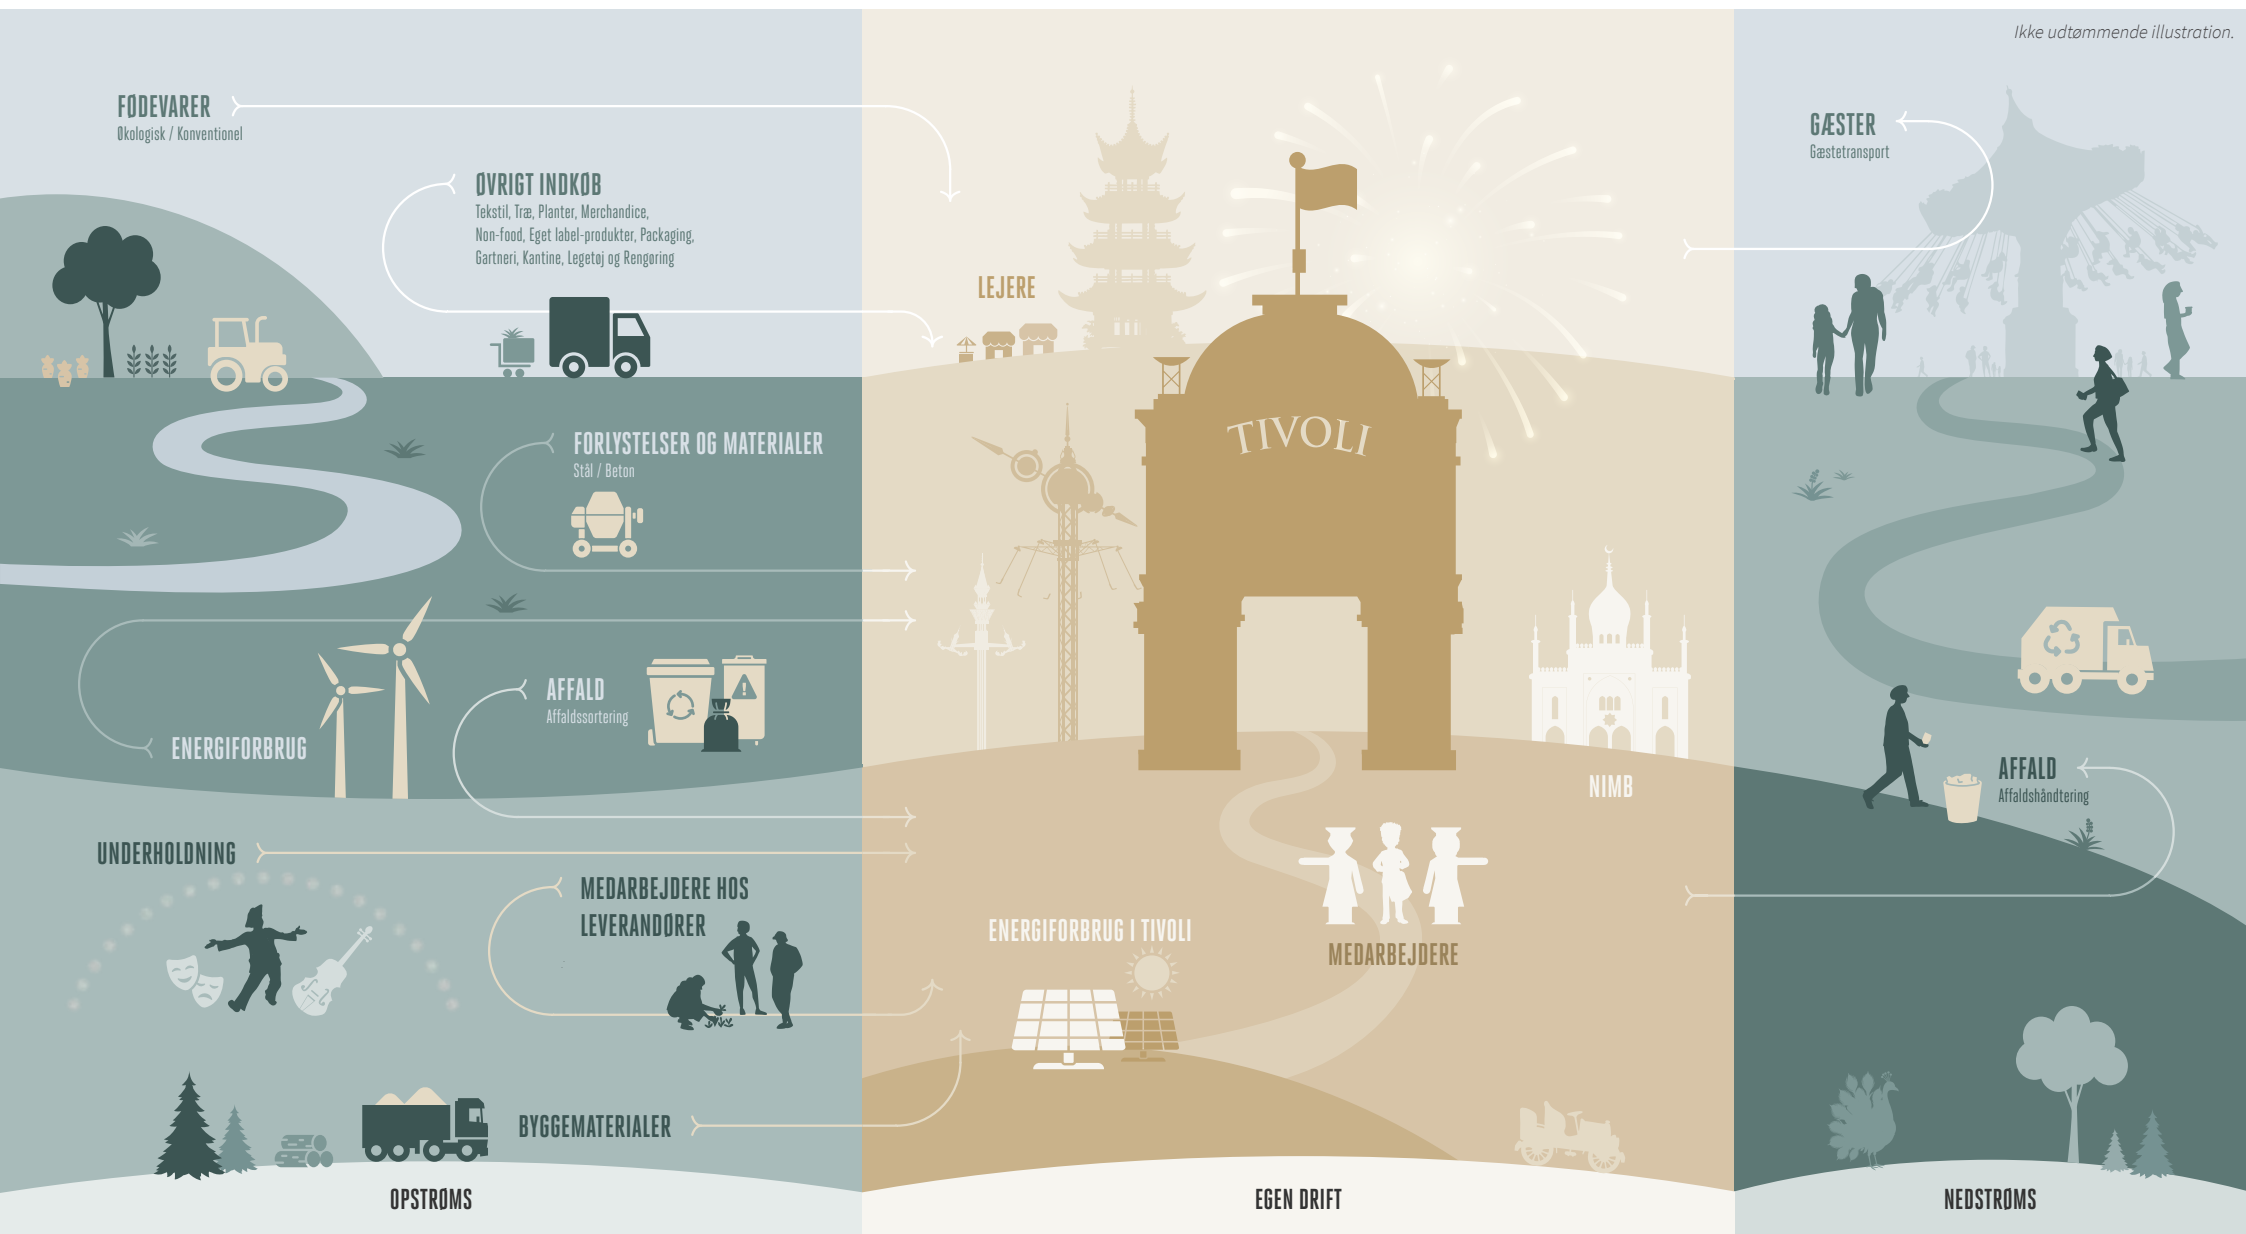 Ikke udtømmende illustration.
FØDEVARER
Økologisk / Konventionel
ØVRIGT INDKØB
Tekstil, Træ, Planter, Merchandice,
Non-food, Eget label-produkter, Packaging,
Gartneri, Kantine, Legetøj og Rengøring
FORLYSTELSER OG MATERIALER
Stål / Beton
ENERGIFORBRUG
AFFALD
Affaldssortering
UNDERHOLDNING
MEDARBEJDERE HOS
LEVERANDØRER
BYGGEMATERIALER
OPSTRØMS
LEJERE
TIVOLI
NIMB
ENERGIFORBRUG I TIVOLI
MEDARBEJDERE
EGEN DRIFT
GÆSTER
Gæstetransport
AFFALD
Affaldshåndtering
NEDSTRØMS